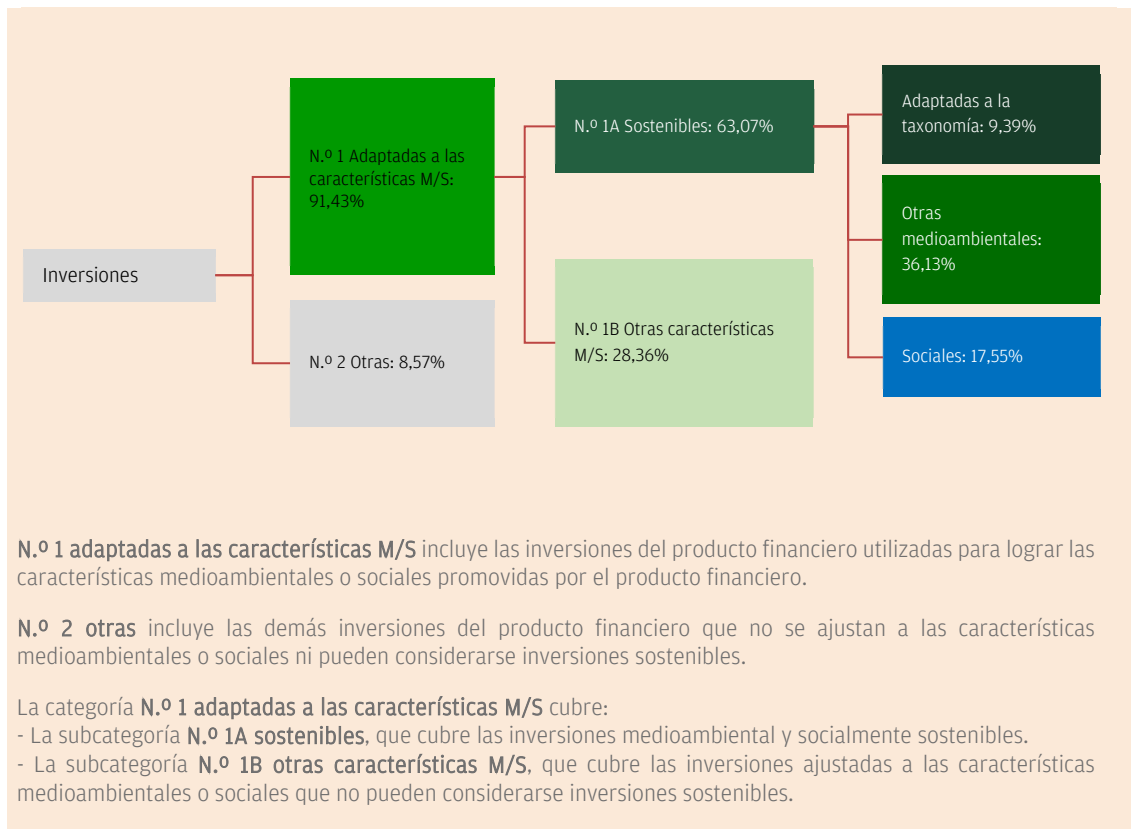 Inversiones
N.º 1 Adaptadas a las
características M/S:
91,43%
N.º 2 Otras: 8,57%
N.º 1A Sostenibles: 63,07%
N.º 1B Otras características
M/S: 28,36%
Adaptadas a la
taxonomía: 9,39%
Otras
medioambientales:
36,13%
Sociales: 17,55%
N.º 1 adaptadas a las características M/S incluye las inversiones del producto financiero utilizadas para lograr las
características medioambientales o sociales promovidas por el producto financiero.
N.º 2 otras incluye las demás inversiones del producto financiero que no se ajustan a las características
medioambientales o sociales ni pueden considerarse inversiones sostenibles.
La categoría N.º 1 adaptadas a las características M/S cubre:
- La subcategoría N.º 1A sostenibles, que cubre las inversiones medioambiental y socialmente sostenibles.
- La subcategoría N.º 1B otras características M/S, que cubre las inversiones ajustadas a las características
medioambientales o sociales que no pueden considerarse inversiones sostenibles.